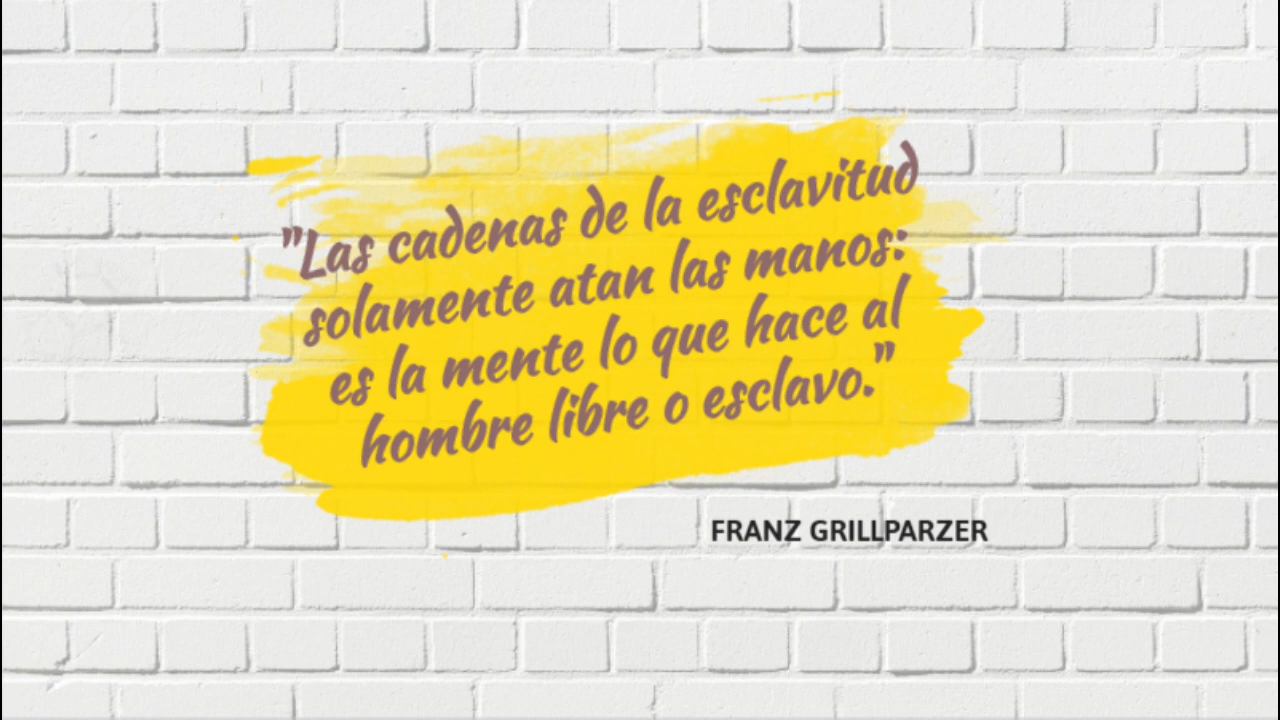 "Las cadenas de la esclavitud
solamente atan las manos:
es la mente lo que hace al
hombre libre o esclavo."
FRANZ GRILLPARZER